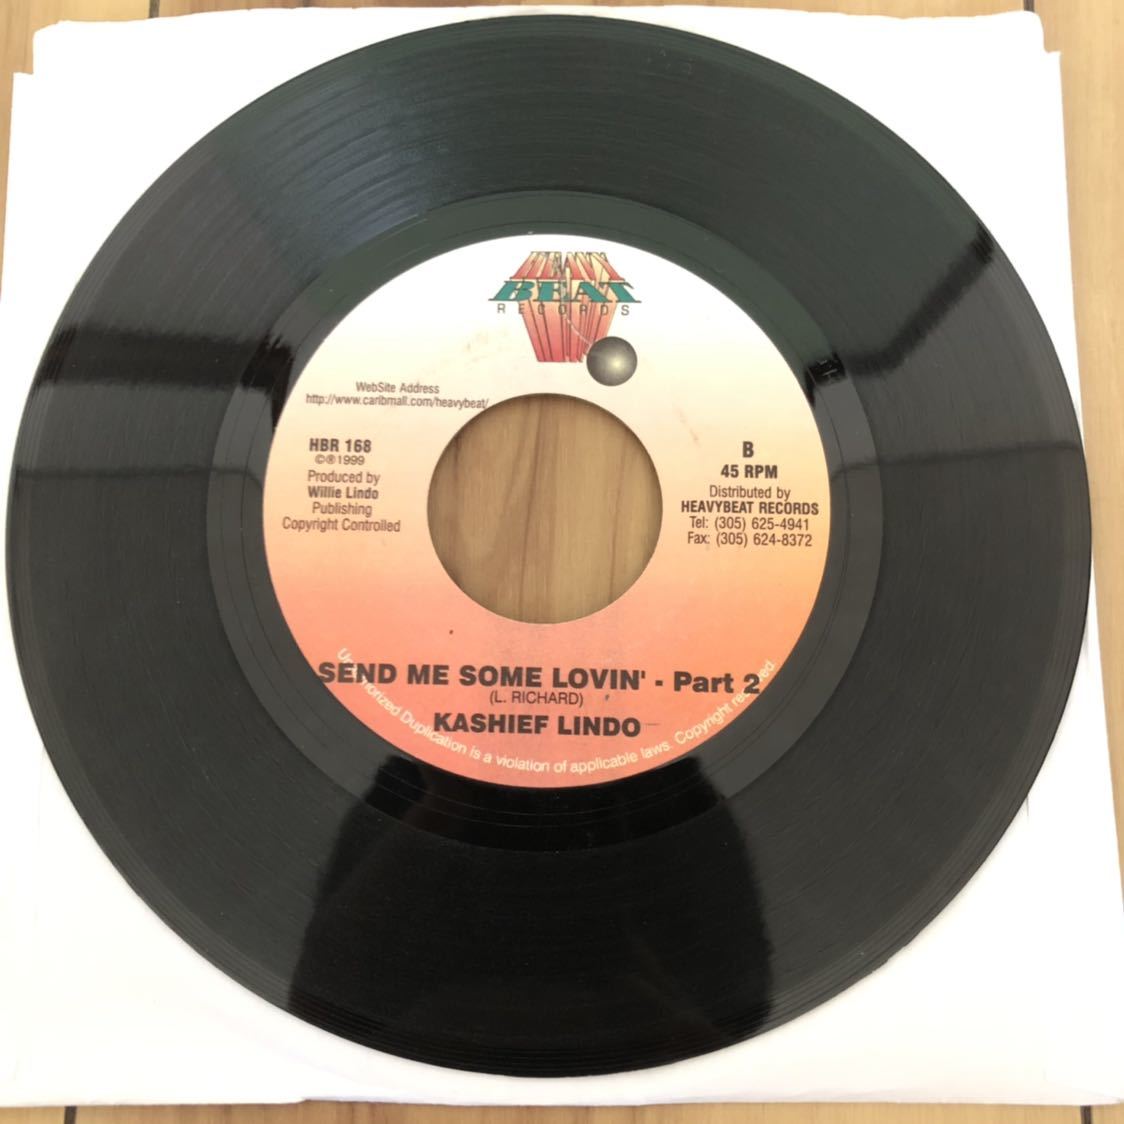 HEAVY
BEAT
RECORDS
WebSite Address
http://www.caribmall.com/heavybeat/
HBR 168
©℗1999
Produced by
Willie Lindo
Publishing
Copyright Controlled
B
45 RPM
Distributed by
HEAVYBEAT RECORDS
Tel: (305) 625-4941
Fax: (305) 624-8372
SEND ME SOME LOVIN' - Part 2
(L. RICHARD)
KASHIEF LINDO
Unauthorized Duplication is a violation of applicable laws. Copyright reserved.